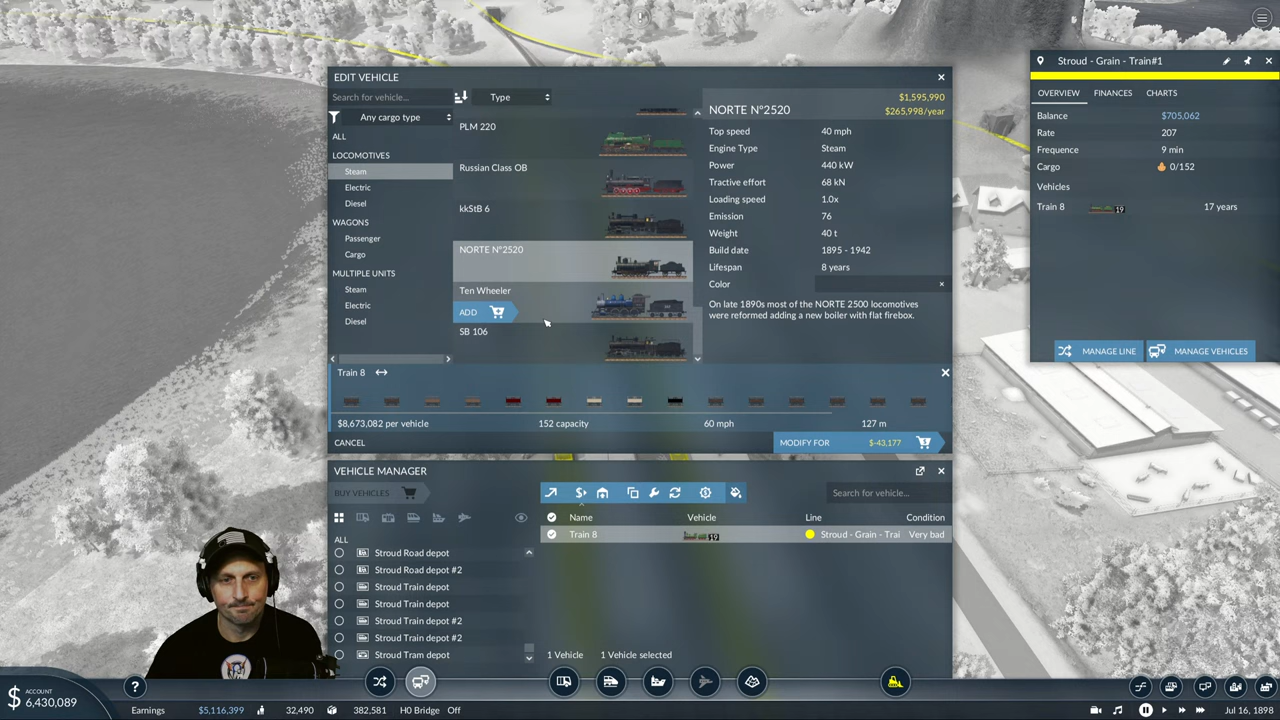 EDIT VEHICLE
Search for vehicle... Type
Any cargo type
ALL
LOCOMOTIVES
Steam
Electric
Diesel
WAGONS
Passenger
Cargo
MULTIPLE UNITS
Steam
Electric
Diesel
PLM 220
Russian Class OB
kkStB 6
NORTE Nº2520
Ten Wheeler
ADD
SB 106
$1,595,990
NORTE Nº2520 $265,998/year
Top speed 40 mph
Engine Type Steam
Power 440 kW
Tractive effort 68 kN
Loading speed 1.0x
Emission 76
Weight 40 t
Build date 1895 - 1942
Lifespan 8 years
Color
On late 1890s most of the NORTE 2500 locomotives
were reformed adding a new boiler with flat firebox.
Train 8
$8,673,082 per vehicle 152 capacity 60 mph 127 m
CANCEL MODIFY FOR $-43,177
Stroud - Grain - Train#1
OVERVIEW FINANCES CHARTS
Balance $705,062
Rate 207
Frequence 9 min
Cargo 0/152
Vehicles
Train 8 19 17 years
MANAGE LINE MANAGE VEHICLES
VEHICLE MANAGER
BUY VEHICLES Search for vehicle...
ALL
Stroud Road depot
Stroud Road depot #2
Stroud Train depot
Stroud Train depot
Stroud Train depot #2
Stroud Train depot #2
Stroud Tram depot
Name Vehicle Line Condition
Train 8 19 Stroud - Grain - Trai Very bad
1 Vehicle 1 Vehicle selected
$ ACCOUNT
6,430,089
?
Earnings $5,116,399 32,490 382,581 H0 Bridge Off Jul 16, 1898